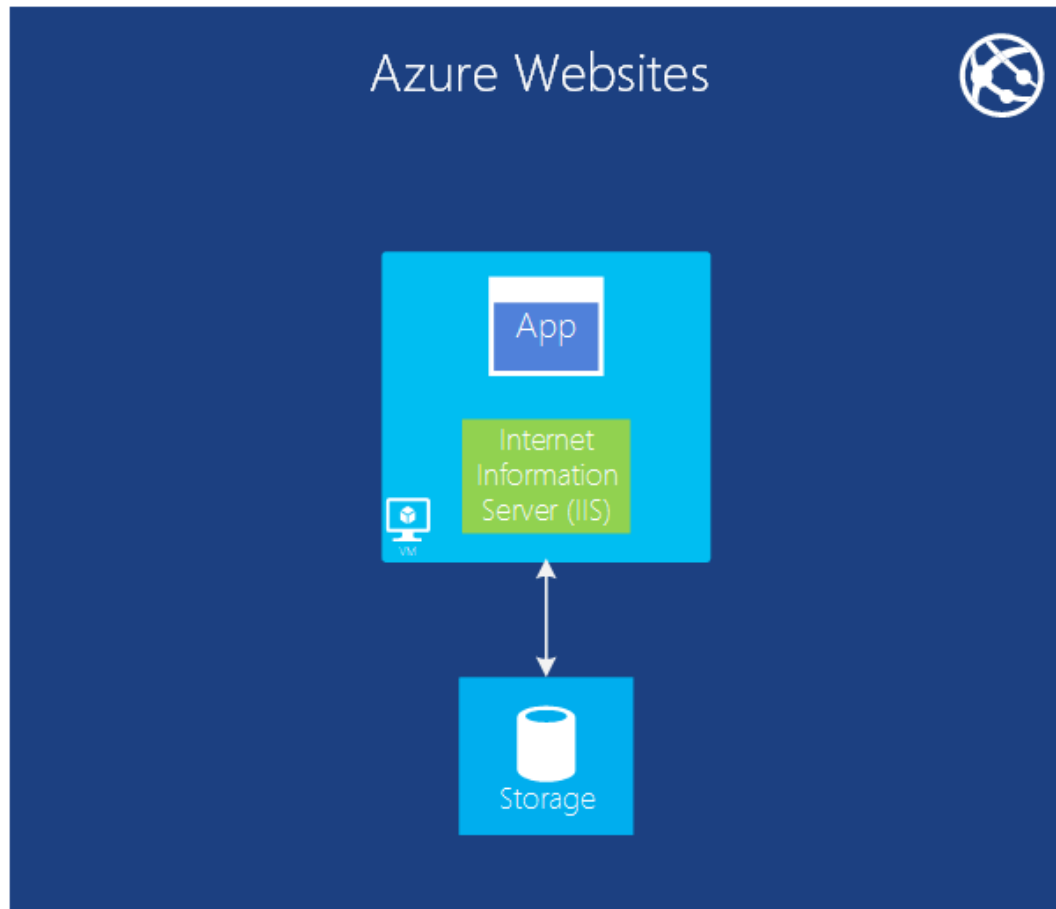 Azure Websites
App
Internet
Information
Server (IIS)
VM
Storage